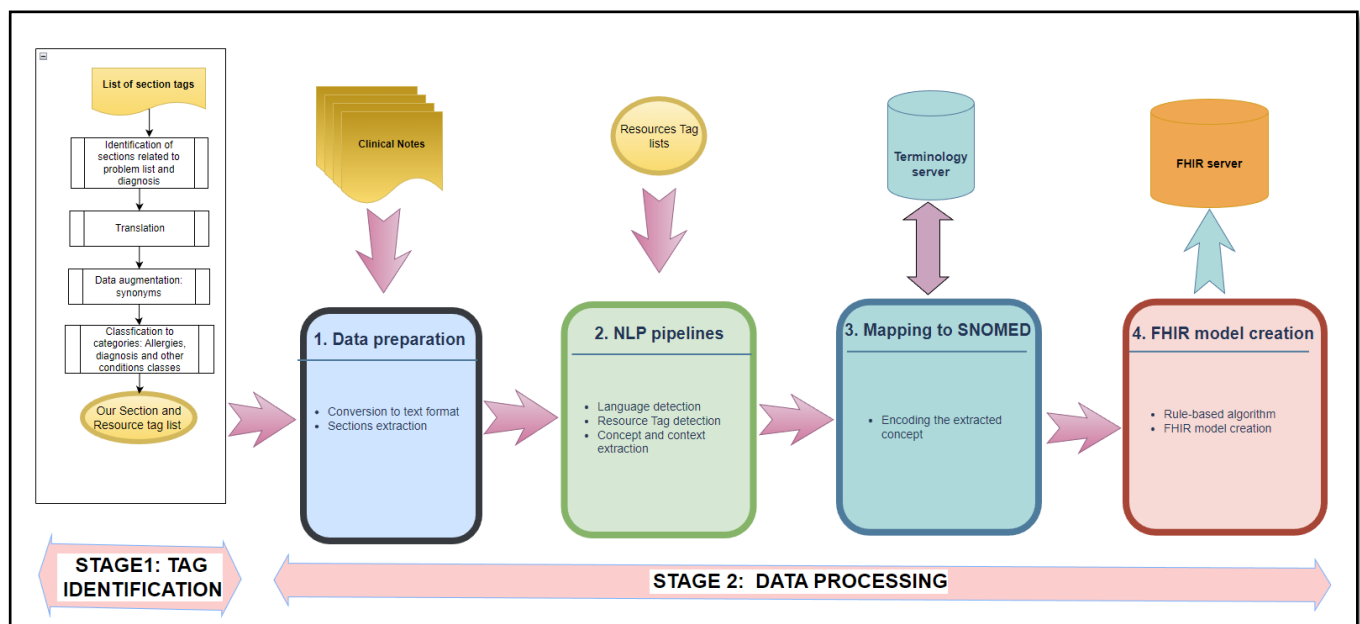 List of section tags
Identification of
sections related to
problem list and
diagnosis
Translation
Data augmentation:
synonyms
Classfication to
categories: Allergies,
diagnosis and other
conditions classes
Our Section and
Resource tag list
Clinical Notes
Resources Tag
lists
Terminology
server
FHIR server
1. Data preparation
• Conversion to text format
• Sections extraction
2. NLP pipelines
• Language detection
• Resource Tag detection
• Concept and context
extraction
3. Mapping to SNOMED
• Encoding the extracted
concept
4. FHIR model creation
• Rule-based algorithm
• FHIR model creation
STAGE1: TAG
IDENTIFICATION
STAGE 2: DATA PROCESSING